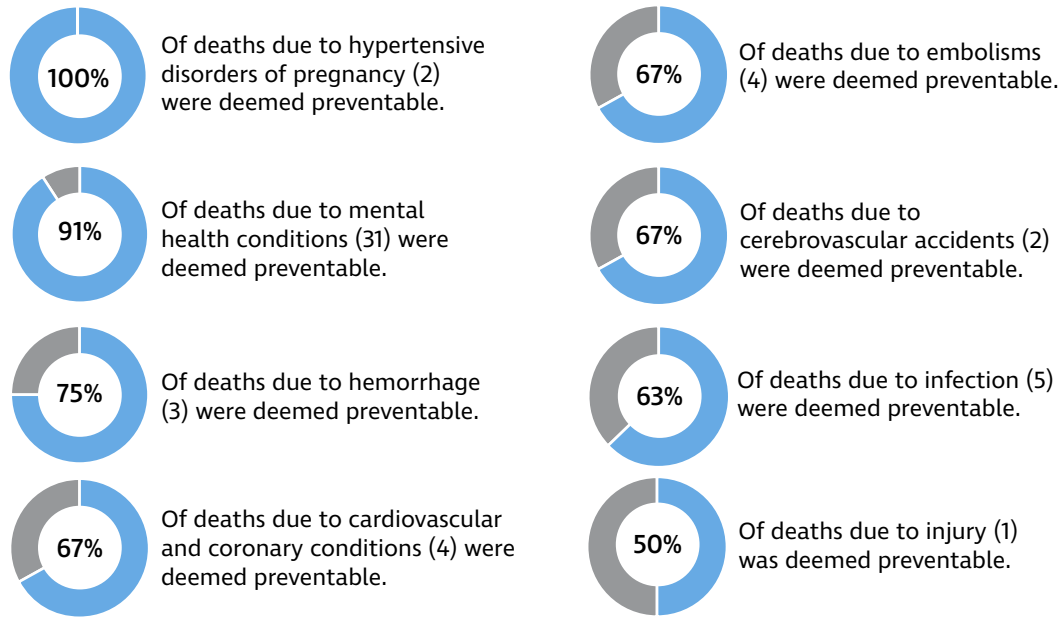 100%
Of deaths due to hypertensive
disorders of pregnancy (2)
were deemed preventable.
91%
Of deaths due to mental
health conditions (31) were
deemed preventable.
75%
Of deaths due to hemorrhage
(3) were deemed preventable.
67%
Of deaths due to cardiovascular
and coronary conditions (4) were
deemed preventable.
67%
Of deaths due to embolisms
(4) were deemed preventable.
67%
Of deaths due to
cerebrovascular accidents (2)
were deemed preventable.
63%
Of deaths due to infection (5)
were deemed preventable.
50%
Of deaths due to injury (1)
was deemed preventable.